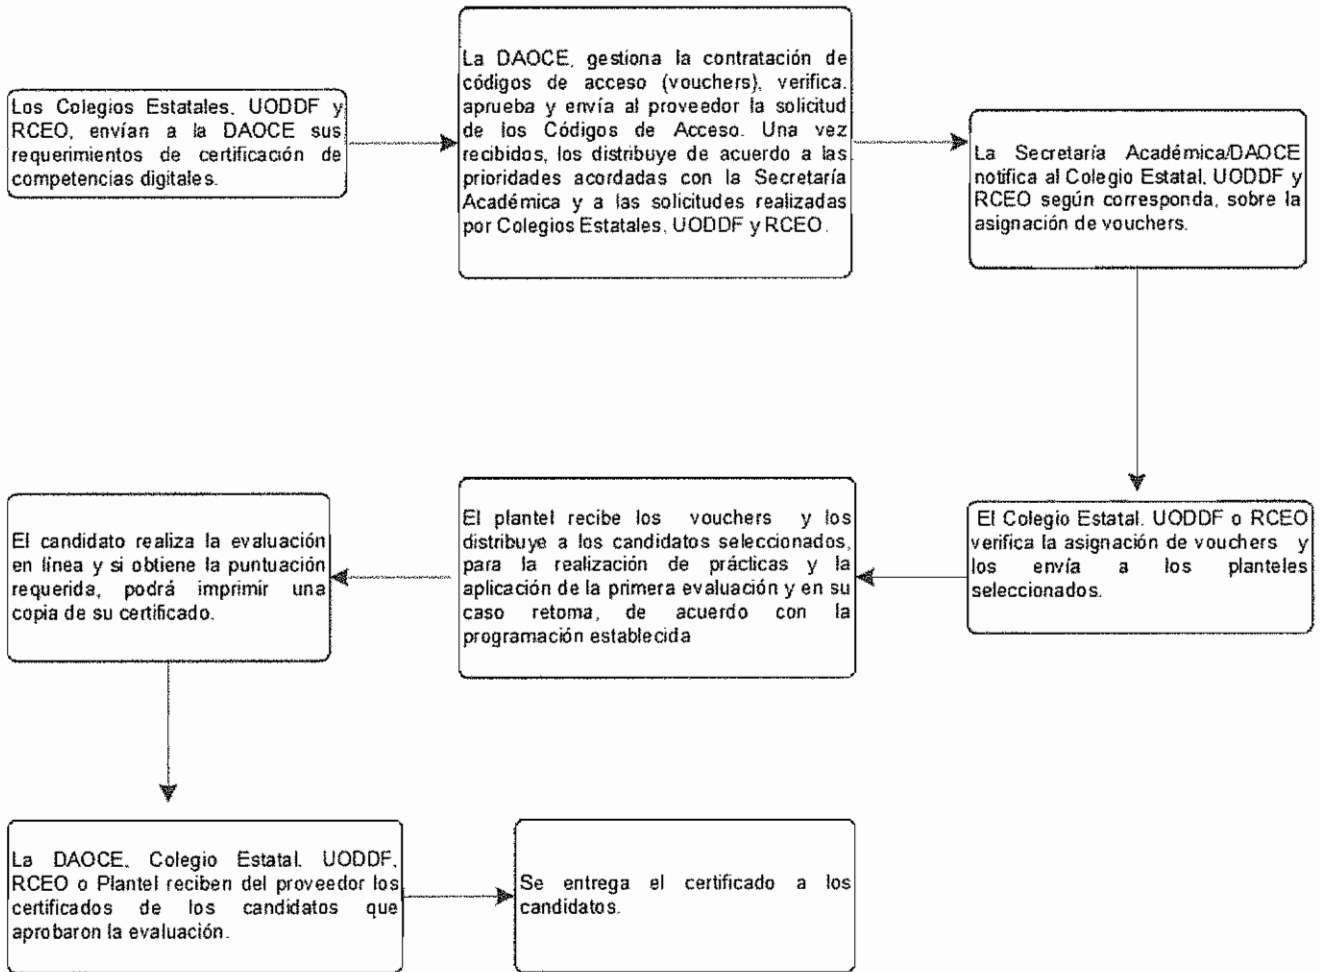 Los Colegios Estatales, UODDF y
RCEO, envían a la DAOCE sus
requerimientos de certificación de
competencias digitales.
La DAOCE, gestiona la contratación de
códigos de acceso (vouchers), verifica,
aprueba y envía al proveedor la solicitud
de los Códigos de Acceso. Una vez
recibidos, los distribuye de acuerdo a las
prioridades acordadas con la Secretaría
Académica y a las solicitudes realizadas
por Colegios Estatales, UODDF y RCEO.
La Secretaría Académica/DAOCE
notifica al Colegio Estatal, UODDF y
RCEO según corresponda, sobre la
asignación de vouchers.
El Colegio Estatal, UODDF o RCEO
verifica la asignación de vouchers y
los envía a los planteles
seleccionados.
El plantel recibe los vouchers y los
distribuye a los candidatos seleccionados,
para la realización de prácticas y la
aplicación de la primera evaluación y en su
caso retoma, de acuerdo con la
programación establecida
El candidato realiza la evaluación
en línea y si obtiene la puntuación
requerida, podrá imprimir una
copia de su certificado.
La DAOCE, Colegio Estatal, UODDF,
RCEO o Plantel reciben del proveedor los
certificados de los candidatos que
aprobaron la evaluación.
Se entrega el certificado a los
candidatos.